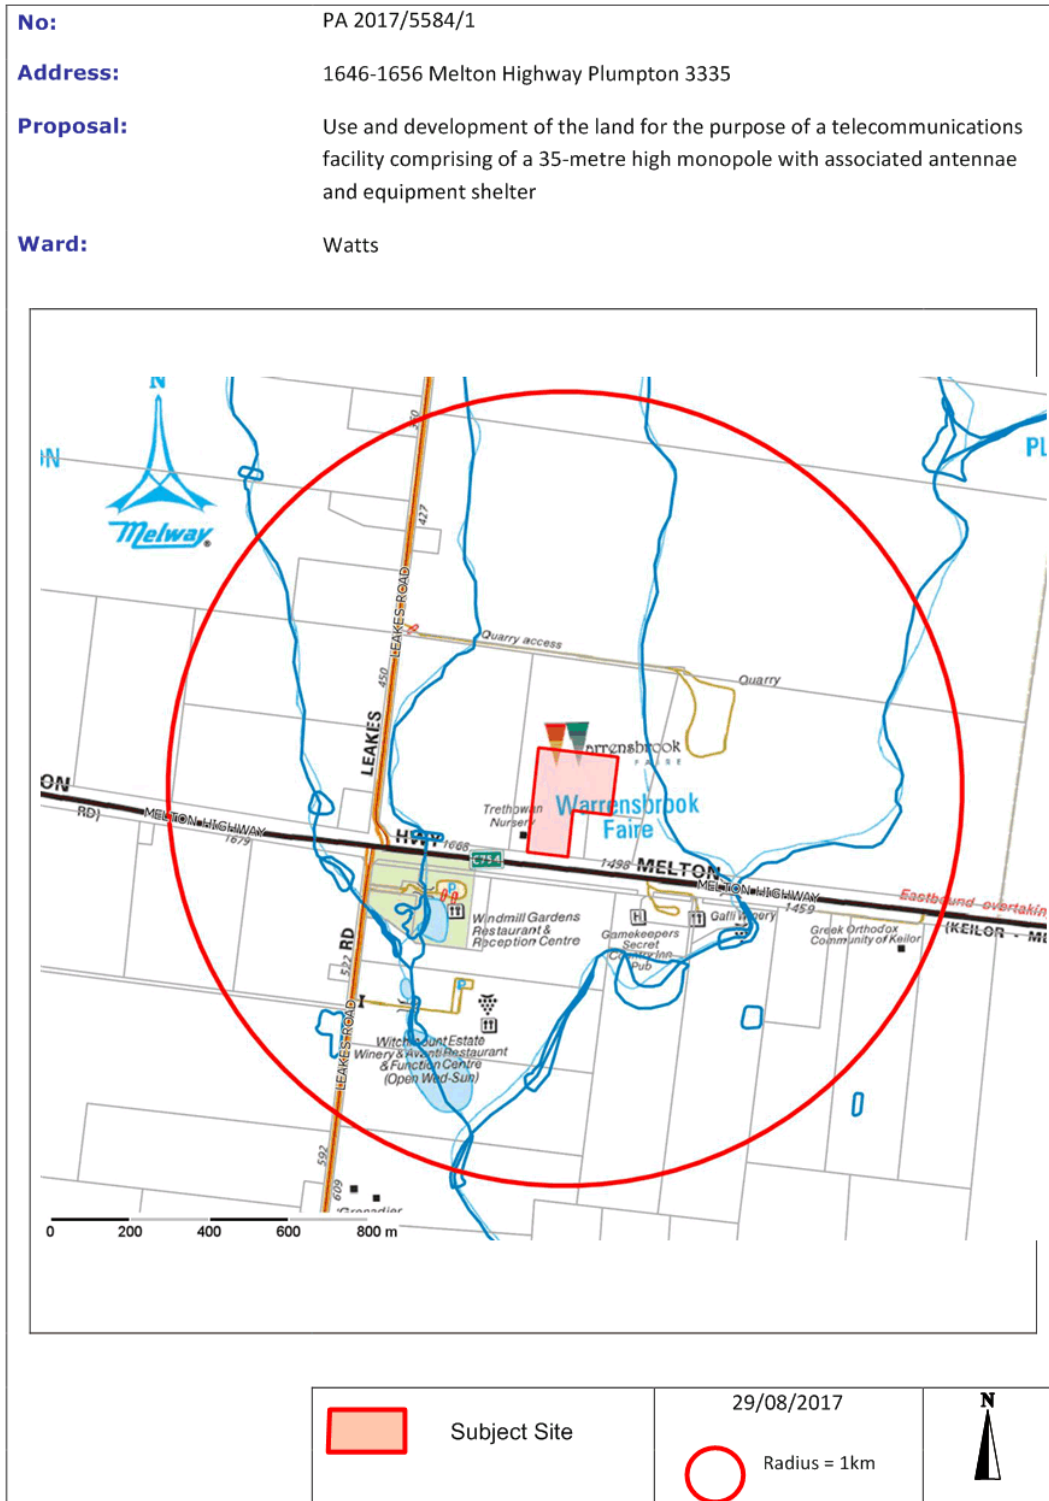 No:
PA 2017/5584/1
Address:
1646-1656 Melton Highway Plumpton 3335
Proposal:
Use and development of the land for the purpose of a telecommunications
facility comprising of a 35-metre high monopole with associated antennae
and equipment shelter
Ward:
Watts
N
Melway
LEAKES ROAD
427
450
Quarry access
Quarry
LEAKES
Trethowan
Nursery
Warrensbrook
Faire
ON
RD)
MELTON HIGHWAY
1679
HWY
1668
C754
1498
MELTON
MELTON HIGHWAY
1459
Eastbound overtakin
(KEILOR - ME
P
Windmill Gardens
Restaurant &
Reception Centre
H
Gamekeepers
Secret
Country Inn
Pub
Galli Winery
Greek Orthodox
Community of Keilor
RD
522
P
LEAKES ROAD
Witchmount Estate
Winery & Avanti Restaurant
& Function Centre
(Open Wed-Sun)
592
609
0 200 400 600 800 m
Subject Site
29/08/2017
Radius = 1km
N